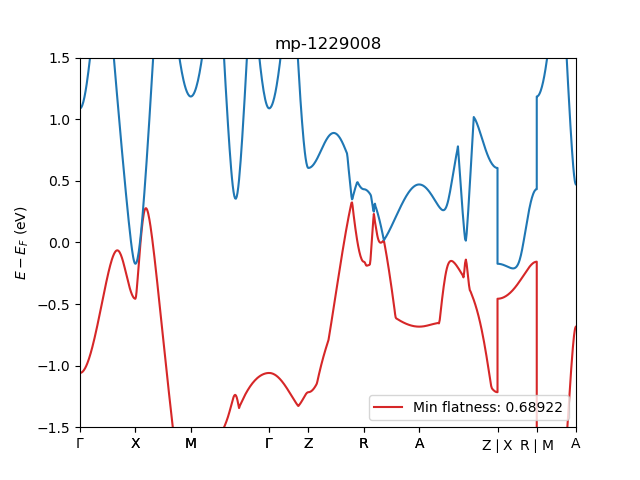 mp-1229008
E − E_F (eV)
1.5
1.0
0.5
0.0
−0.5
−1.0
−1.5
Min flatness: 0.68922
Γ X M Γ Z R A Z | X R | M A